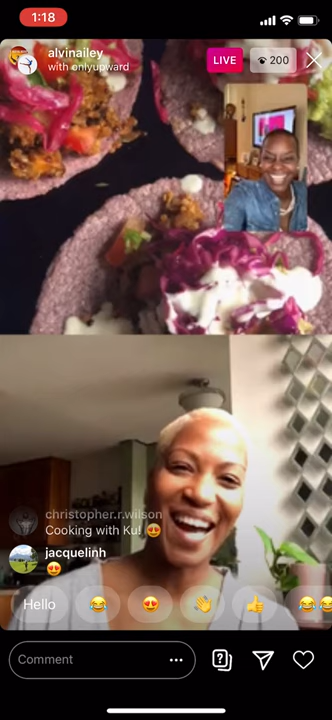 1:18
alvinailey
with onlyupward
LIVE
200
christopher.r.wilson
Cooking with Ku! 😍
jacquelinh
😍
Hello 😂 😍 👋 👍 😂😂
Comment